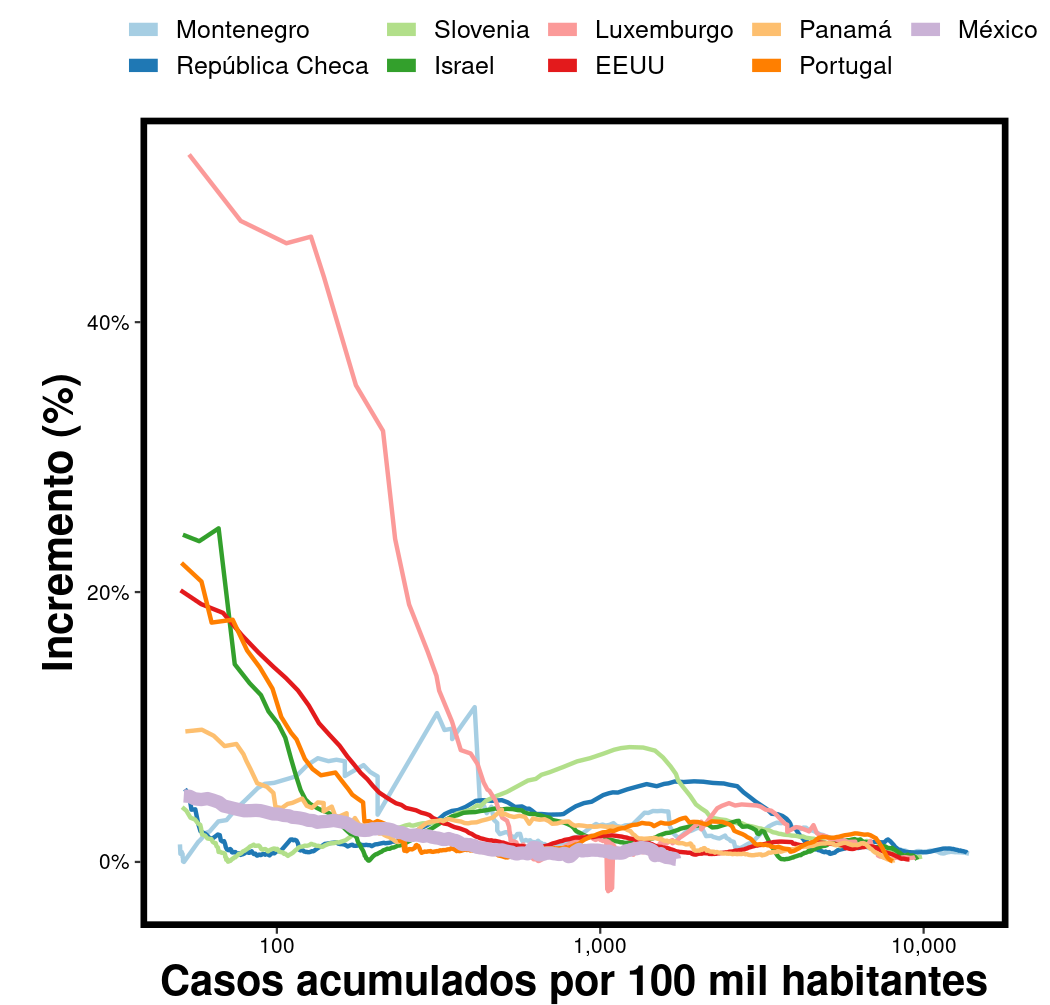 Montenegro Slovenia Luxemburgo Panamá México
República Checa Israel EEUU Portugal
40%
20%
0%
Incremento (%)
100 1,000 10,000
Casos acumulados por 100 mil habitantes